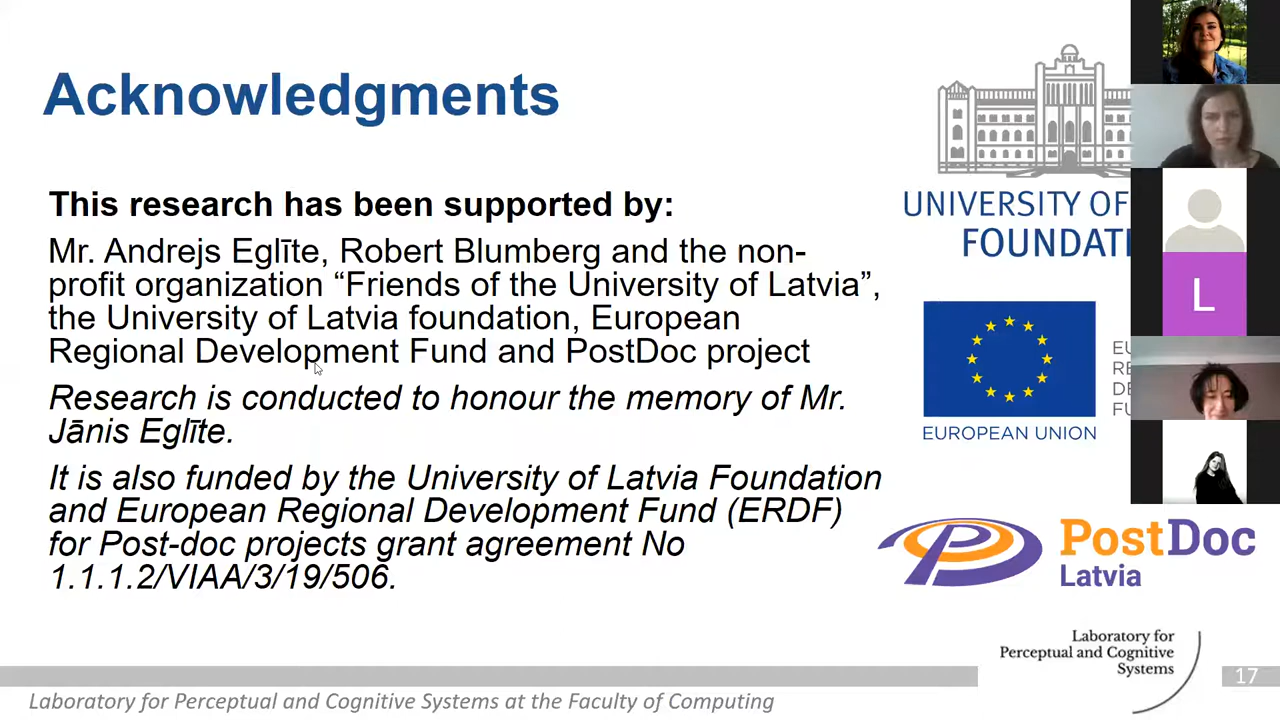 Acknowledgments
This research has been supported by:
Mr. Andrejs Eglīte, Robert Blumberg and the non-
profit organization “Friends of the University of Latvia”,
the University of Latvia foundation, European
Regional Development Fund and PostDoc project
Research is conducted to honour the memory of Mr.
Jānis Eglīte.
It is also funded by the University of Latvia Foundation
and European Regional Development Fund (ERDF)
for Post-doc projects grant agreement No
1.1.1.2/VIAA/3/19/506.
UNIVERSITY OF
EUROPEAN UNION
L
PostDoc
Latvia
Laboratory for
Perceptual and Cognitive
Systems
17
Laboratory for Perceptual and Cognitive Systems at the Faculty of Computing